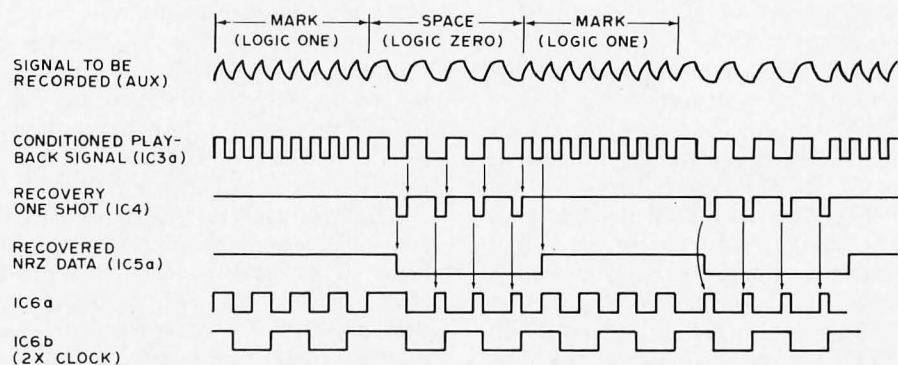 MARK
(LOGIC ONE)
SPACE
(LOGIC ZERO)
MARK
(LOGIC ONE)
SIGNAL TO BE
RECORDED (AUX)
CONDITIONED PLAY-
BACK SIGNAL (IC3a)
RECOVERY
ONE SHOT (IC4)
RECOVERED
NRZ DATA (IC5a)
IC6a
IC6b
(2X CLOCK)